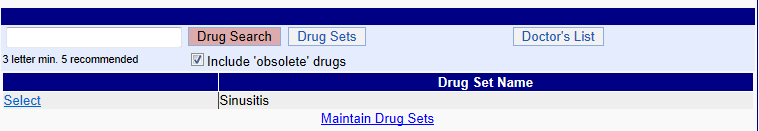 Drug Search Drug Sets Doctor's List
3 letter min. 5 recommended Include 'obsolete' drugs
Drug Set Name
Select Sinusitis
Maintain Drug Sets